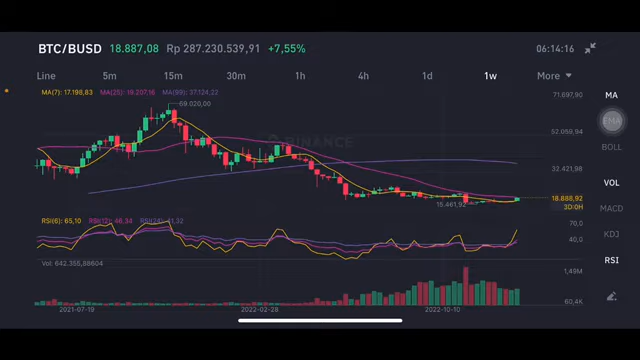 BTC/BUSD 18.887,08 Rp 287.230.539,91 +7,55% 06:14:16
Line 5m 15m 30m 1h 4h 1d 1w More
MA(7): 17.198,83 MA(25): 19.207,16 MA(99): 37.124,22
71.697,90
MA
69.020,00
EMA
52.059,94
BINANCE
BOLL
32.421,98
VOL
18.888,92
15.461,92
3D:0H
MACD
RSI(6): 65,10 RSI(12): 46,34 RSI(24): 41,32
70,0
KDJ
40,0
Vol: 642.355,88604
RSI
1,49M
60,4K
2021-07-19 2022-02-28 2022-10-10